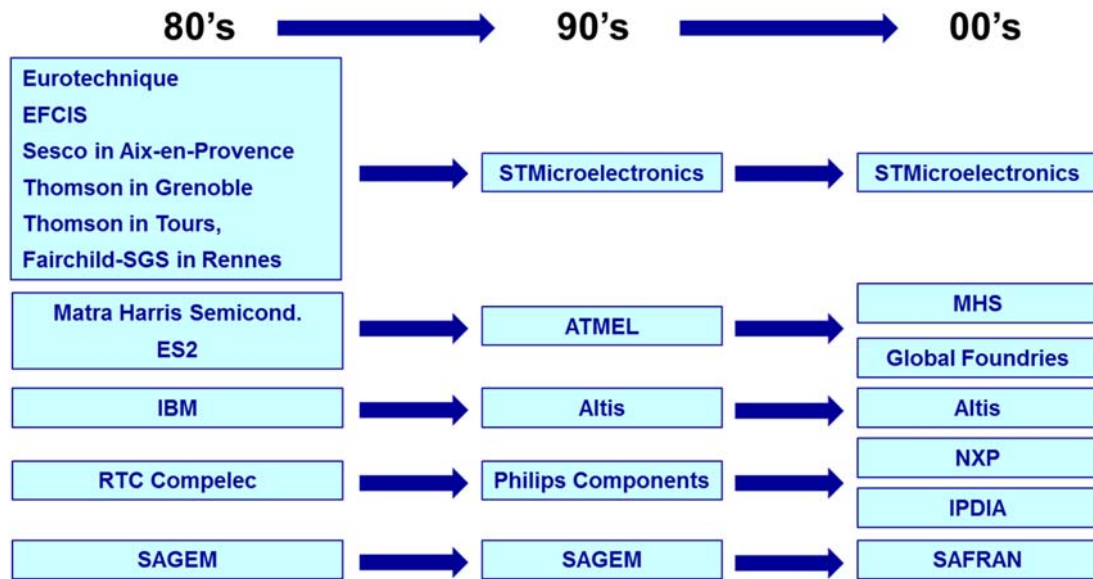 80's
90's
00's
Eurotechnique
EFCIS
Sesco in Aix-en-Provence
Thomson in Grenoble
Thomson in Tours,
Fairchild-SGS in Rennes
STMicroelectronics
STMicroelectronics
Matra Harris Semicond.
ES2
ATMEL
MHS
Global Foundries
IBM
Altis
Altis
RTC Compelec
Philips Components
NXP
IPDIA
SAGEM
SAGEM
SAFRAN